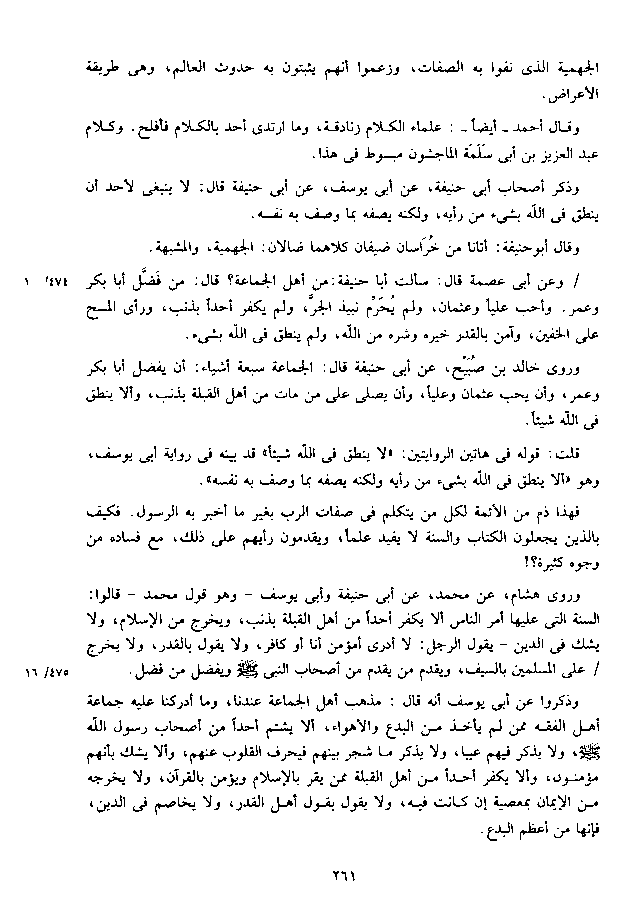 الجهمية الذى نفوا به الصفات، وزعموا أنهم يثبتون به حدوث العالم، وهى طريقة
الأعراض.
وقال أحمد ـ أيضاً ـ : علماء الكلام زنادقة، وما ارتدى أحد بالكلام فأفلح. وكلام
عبد العزيز بن أبى سَلَمَة الماجشون مبسوط فى هذا.
وذكر أصحاب أبى حنيفة، عن أبى يوسف، عن أبى حنيفة قال: لا ينبغى لأحد أن
ينطق فى اللّه بشىء من رأيه، ولكنه يصفه بما وصف به نفسه.
وقال أبو حنيفة: أتانا من خُرَاسان ضيفان كلاهما ضالان: الجهمية، والمشبهة.
/ وعن أبى عصمة قال: سألت أبا حنيفة: من أهل الجماعة؟ قال: من فَضَّل أبا بكر ١٦/٤٧٤
وعمر. وأحب علياً وعثمان، ولم يُحَرِّم نبيذ الجرِّ، ولم يكفر أحداً بذنب، ورأى المسح
على الخفين، وآمن بالقدر خيره وشره من اللّه، ولم ينطق فى اللّه بشىء.
وروى خالد بن صُبَيْح، عن أبى حنيفة قال: الجماعة سبعة أشياء: أن يفضل أبا بكر
وعمر، وأن يحب عثمان وعلياً، وأن يصلى على من مات من أهل القبلة بذنب، وألا ينطق
فى اللّه شيئاً.
قلت: قوله فى هاتين الروايتين: «لا ينطق فى اللّه شيئاً» قد بينه فى رواية أبى يوسف،
وهو «ألا ينطق فى اللّه بشىء من رأيه ولكنه يصفه بما وصف به نفسه».
فهذا ذم من الأئمة لكل من يتكلم فى صفات الرب بغير ما أخبر به الرسول. فكيف
بالذين يجعلون الكتاب والسنة لا يفيد علماً، ويقدمون رأيهم على ذلك، مع فساده من
وجوه كثيرة؟!
وروى هشام، عن محمد، عن أبى حنيفة وأبى يوسف – وهو قول محمد – قالوا:
السنة التى عليها أمر الناس ألا يكفر أحداً من أهل القبلة بذنب، ويخرج من الإسلام، ولا
يشك فى الدين – يقول الرجل: لا أدرى أمؤمن أنا أو كافر، ولا يقول بالقدر، ولا يخرج
/ على المسلمين بالسيف، ويقدم من يقدم من أصحاب النبى ﷺ ويفضل من فضل. ١٦/٤٧٥
وذكروا عن أبى يوسف أنه قال : مذهب أهل الجماعة عندنا، وما أدركنا عليه جماعة
أهل الفقه ممن لم يأخذ من البدع والأهواء، ألا يشتم أحداً من أصحاب رسول اللّه
ﷺ، ولا يذكر فيهم عيبا، ولا يذكر ما شجر بينهم فيحرف القلوب عنهم، وألا يشك بأنهم
مؤمنون، وألا يكفر أحداً من أهل القبلة ممن يقر بالإسلام ويؤمن بالقرآن، ولا يخرجه
من الإيمان بمعصية إن كانت فيه، ولا يقول بقول أهل القدر، ولا يخاصم فى الدين،
فإنها من أعظم البدع.
٢٦١